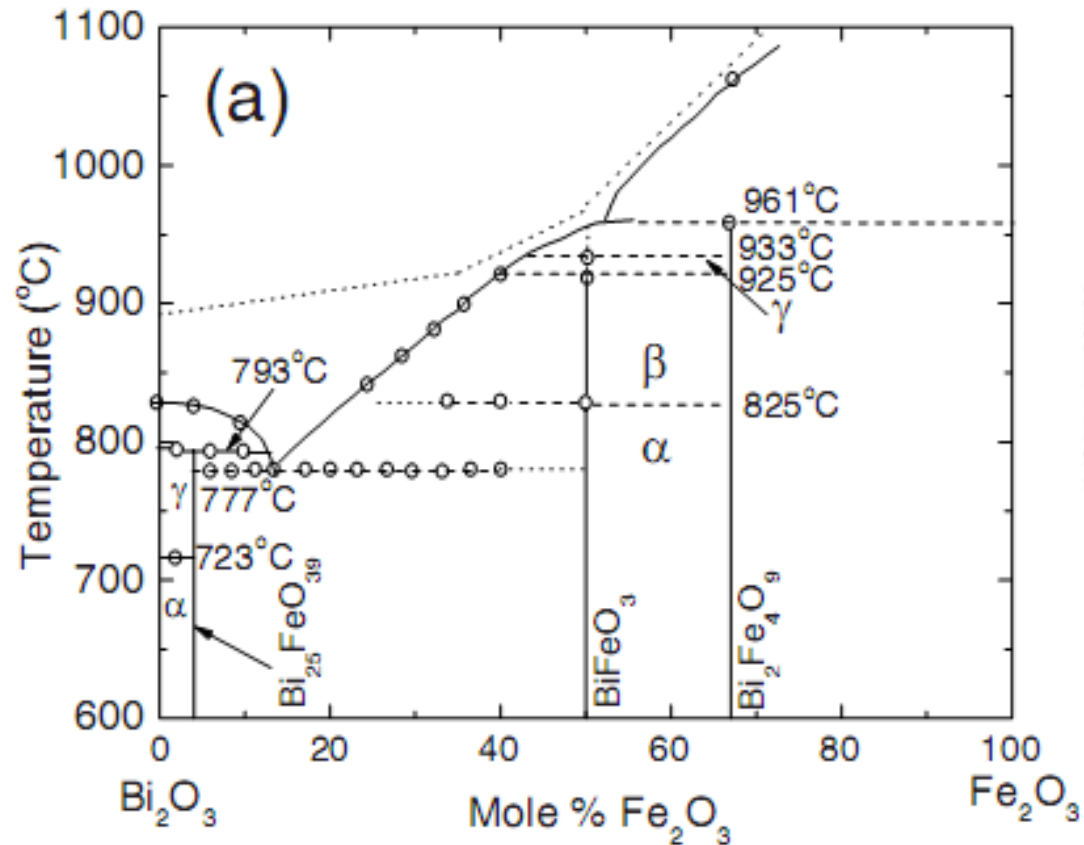 (a)
1100
1000
900
800
700
600
Temperature (°C)
961°C
933°C
925°C
γ
β
825°C
α
793°C
γ
777°C
723°C
α
Bi₂₅FeO₃₉
BiFeO₃
Bi₂Fe₄O₉
0
20
40
60
80
100
Bi₂O₃
Mole % Fe₂O₃
Fe₂O₃